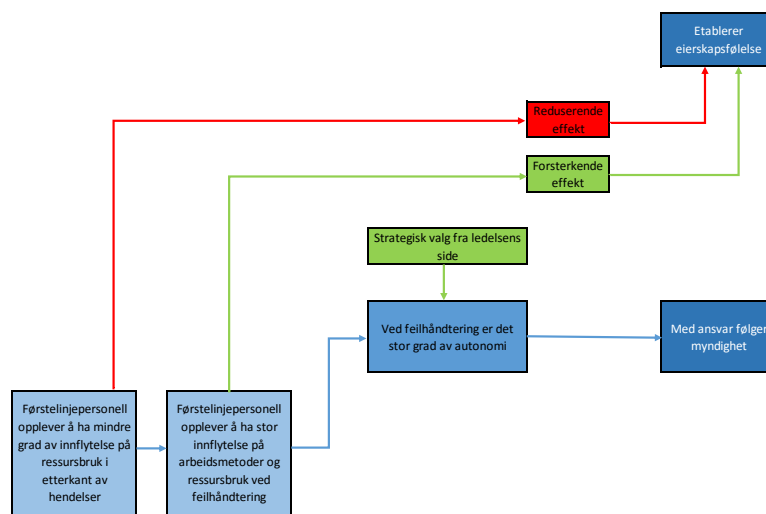 Etablerer
eierskapsfølelse
Reduserende
effekt
Forsterkende
effekt
Strategisk valg fra ledelsens
side
Ved feilhåndtering er det
stor grad av autonomi
Med ansvar følger
myndighet
Førstelinjepersonell
opplever å ha mindre
grad av innflytelse på
ressursbruk i
etterkant av
hendelser
Førstelinjepersonell
opplever å ha stor
innflytelse på
arbeidsmetoder og
ressursbruk ved
feilhåndtering